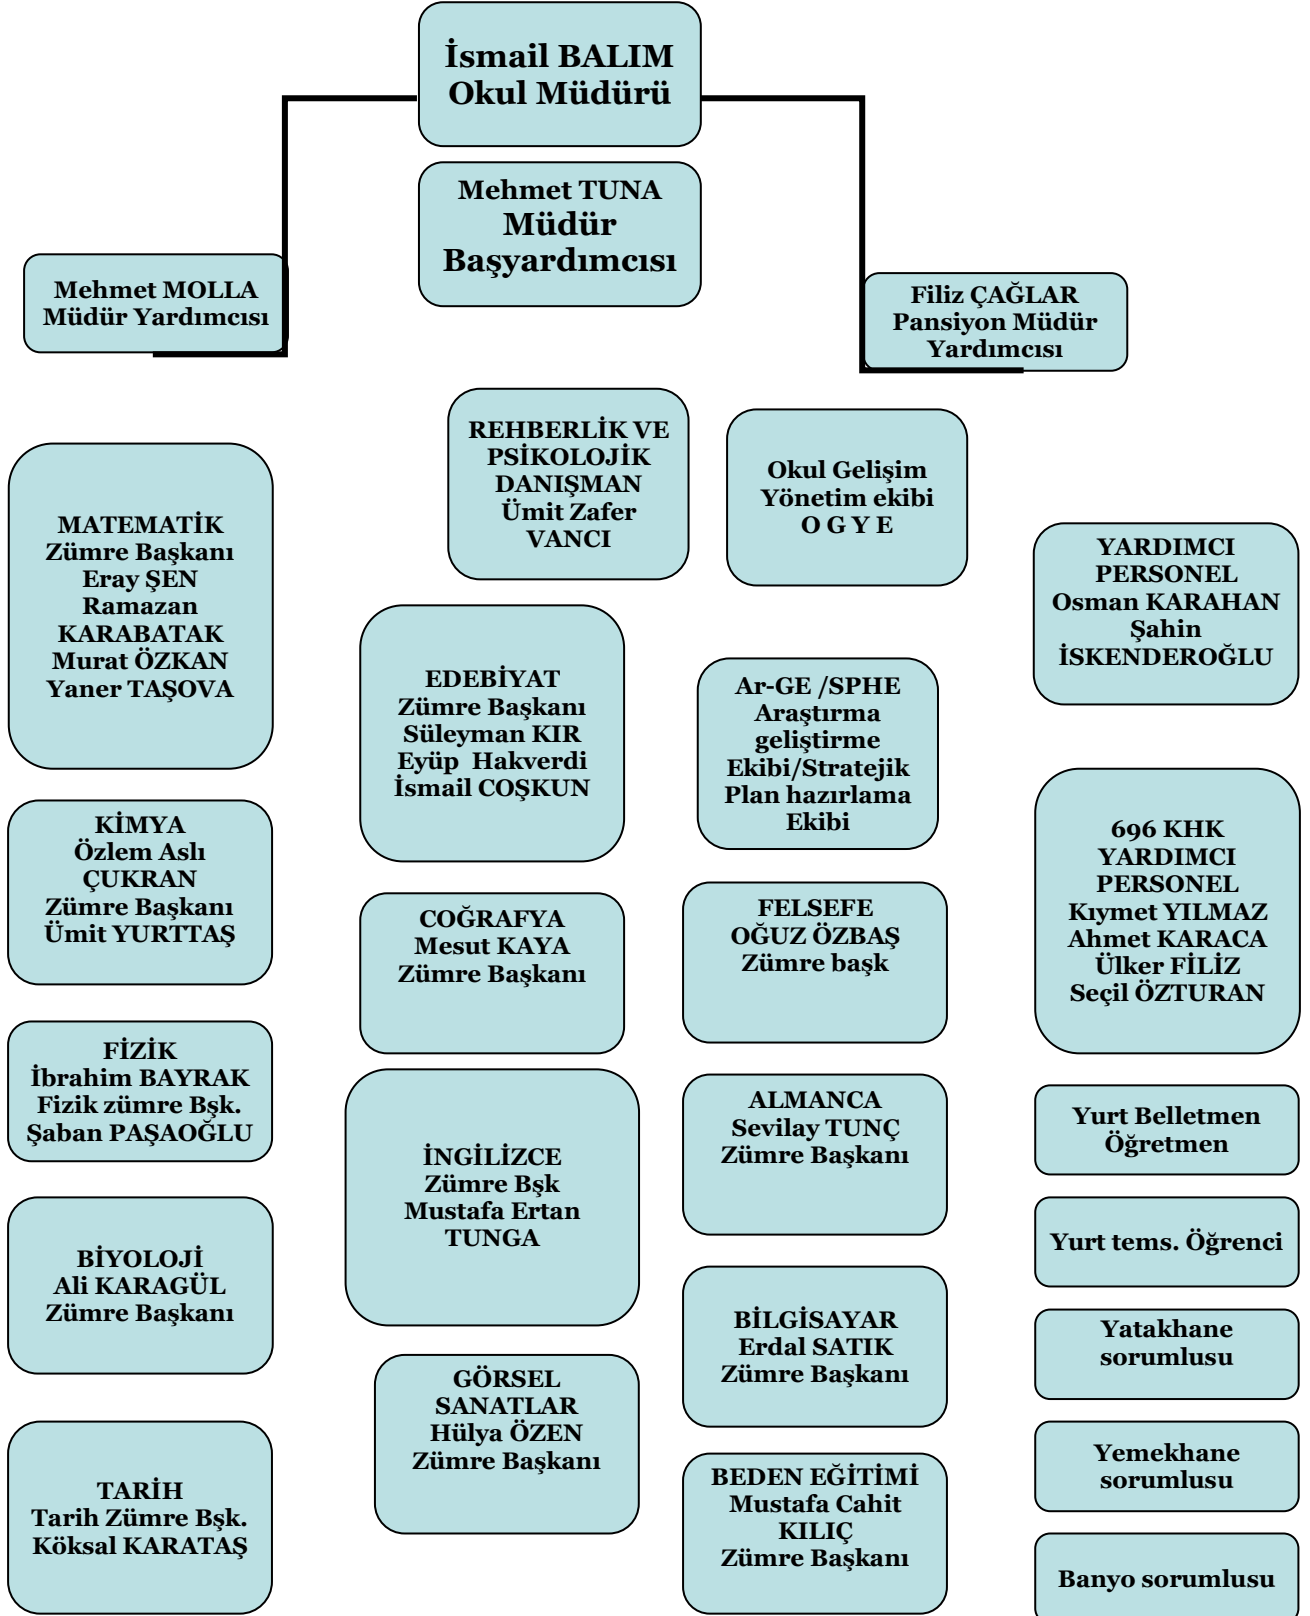 İsmail BALIM
Okul Müdürü
Mehmet TUNA
Müdür
Başyardımcısı
Mehmet MOLLA
Müdür Yardımcısı
Filiz ÇAĞLAR
Pansiyon Müdür
Yardımcısı
REHBERLİK VE
PSİKOLOJİK
DANIŞMAN
Ümit Zafer
VANCI
Okul Gelişim
Yönetim ekibi
O G Y E
MATEMATİK
Zümre Başkanı
Eray ŞEN
Ramazan
KARABATAK
Murat ÖZKAN
Yaner TAŞOVA
YARDIMCI
PERSONEL
Osman KARAHAN
Şahin
İSKENDEROĞLU
EDEBİYAT
Zümre Başkanı
Süleyman KIR
Eyüp  Hakverdi
İsmail COŞKUN
Ar-GE /SPHE
Araştırma
geliştirme
Ekibi/Stratejik
Plan hazırlama
Ekibi
KİMYA
Özlem Aslı
ÇUKRAN
Zümre Başkanı
Ümit YURTTAŞ
696 KHK
YARDIMCI
PERSONEL
Kıymet YILMAZ
Ahmet KARACA
Ülker FİLİZ
Seçil ÖZTURAN
COĞRAFYA
Mesut KAYA
Zümre Başkanı
FELSEFE
OĞUZ ÖZBAŞ
Zümre başk
FİZİK
İbrahim BAYRAK
Fizik zümre Bşk.
Şaban PAŞAOĞLU
İNGİLİZCE
Zümre Bşk
Mustafa Ertan
TUNGA
ALMANCA
Sevilay TUNÇ
Zümre Başkanı
Yurt Belletmen
Öğretmen
BİYOLOJİ
Ali KARAGÜL
Zümre Başkanı
Yurt tems. Öğrenci
BİLGİSAYAR
Erdal SATIK
Zümre Başkanı
Yatakhane
sorumlusu
GÖRSEL
SANATLAR
Hülya ÖZEN
Zümre Başkanı
Yemekhane
sorumlusu
TARİH
Tarih Zümre Bşk.
Köksal KARATAŞ
BEDEN EĞİTİMİ
Mustafa Cahit
KILIÇ
Zümre Başkanı
Banyo sorumlusu